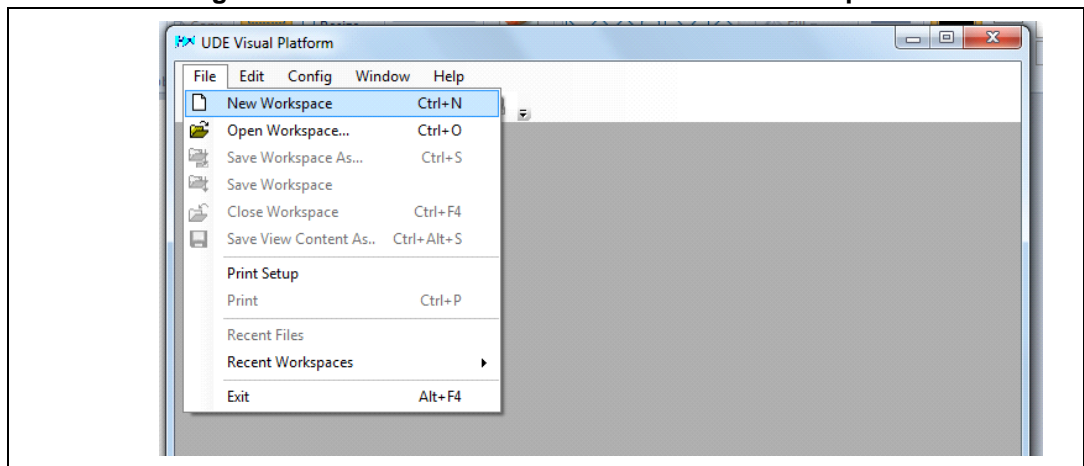 UDE Visual Platform
File Edit Config Window Help
New Workspace Ctrl+N
Open Workspace... Ctrl+O
Save Workspace As... Ctrl+S
Save Workspace
Close Workspace Ctrl+F4
Save View Content As.. Ctrl+Alt+S
Print Setup
Print Ctrl+P
Recent Files
Recent Workspaces
Exit Alt+F4